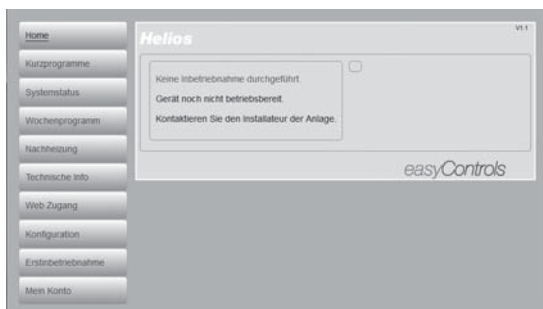 Home
Kurzprogramme
Systemstatus
Wochenprogramm
Nachheizung
Technische Info
Web Zugang
Konfiguration
Erstinbetriebnahme
Mein Konto
Helios
V1.1
Keine Inbetriebnahme durchgeführt.
Gerät noch nicht betriebsbereit.
Kontaktieren Sie den Installateur der Anlage.
easyControls